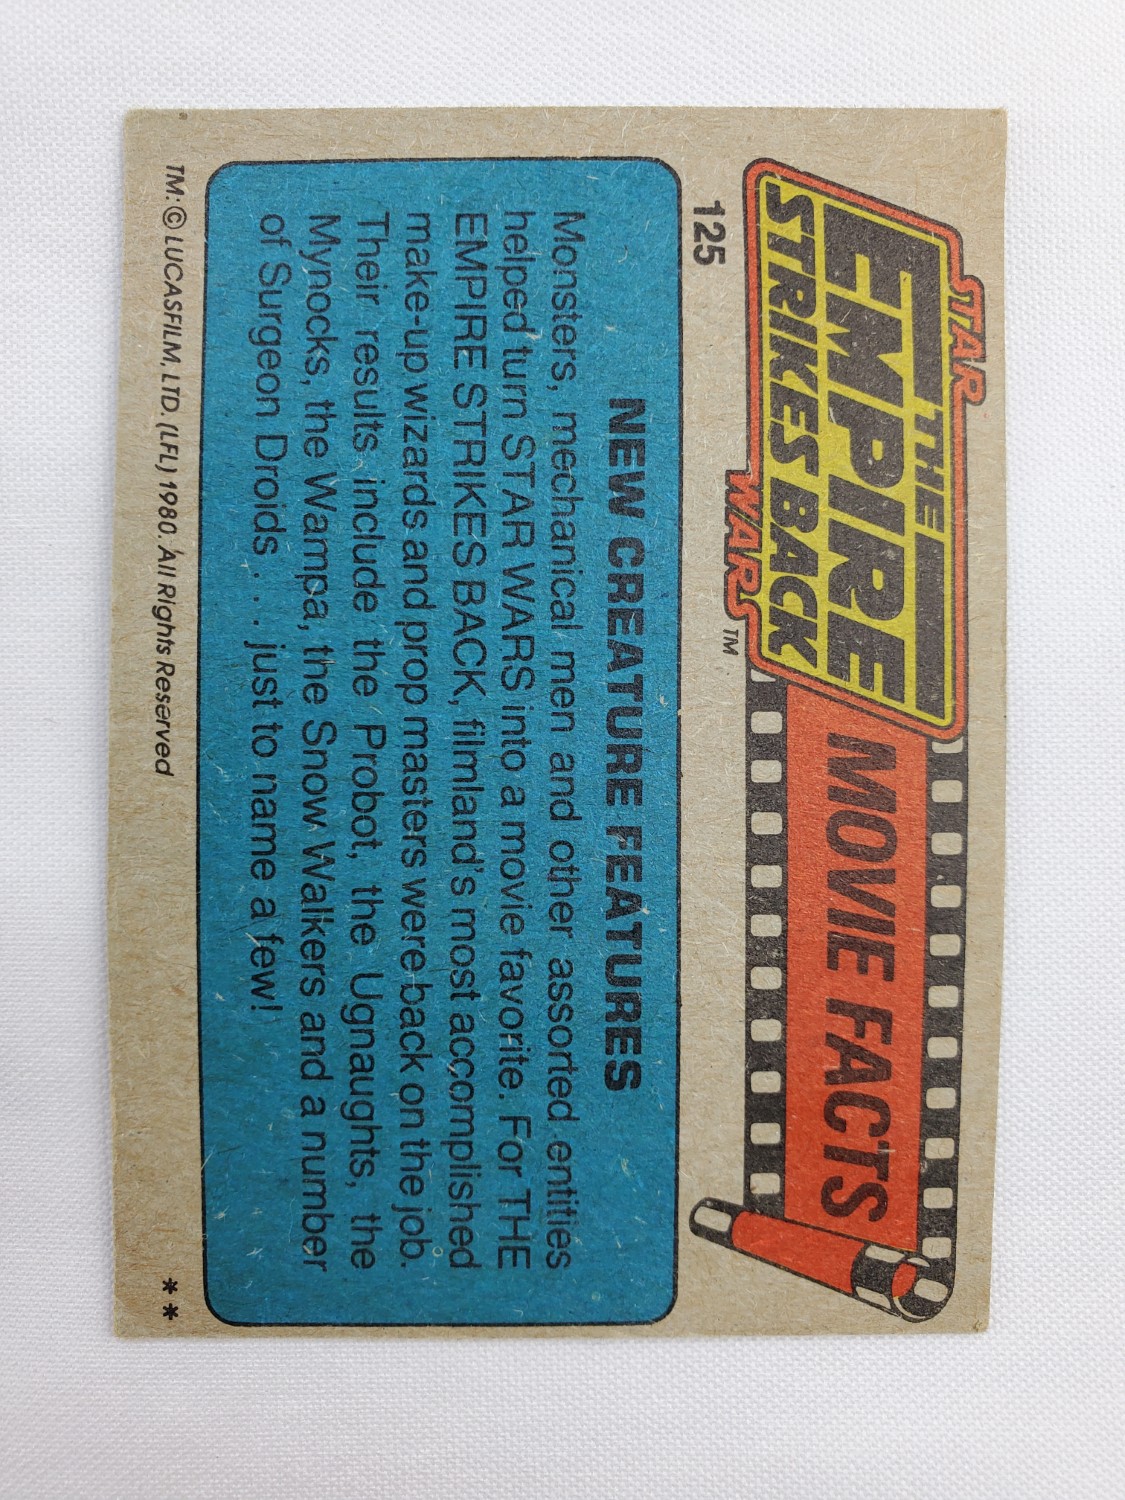 STAR
THE
EMPIRE
STRIKES BACK
WARS™
MOVIE FACTS
125
NEW CREATURE FEATURES
Monsters, mechanical men and other assorted entities
helped turn STAR WARS into a movie favorite. For THE
EMPIRE STRIKES BACK, filmland's most accomplished
make-up wizards and prop masters were back on the job.
Their results include the Probot, the Ugnaughts, the
Mynocks, the Wampa, the Snow Walkers and a number
of Surgeon Droids . . . just to name a few!
TM: © LUCASFILM, LTD. (LFL) 1980. All Rights Reserved
**